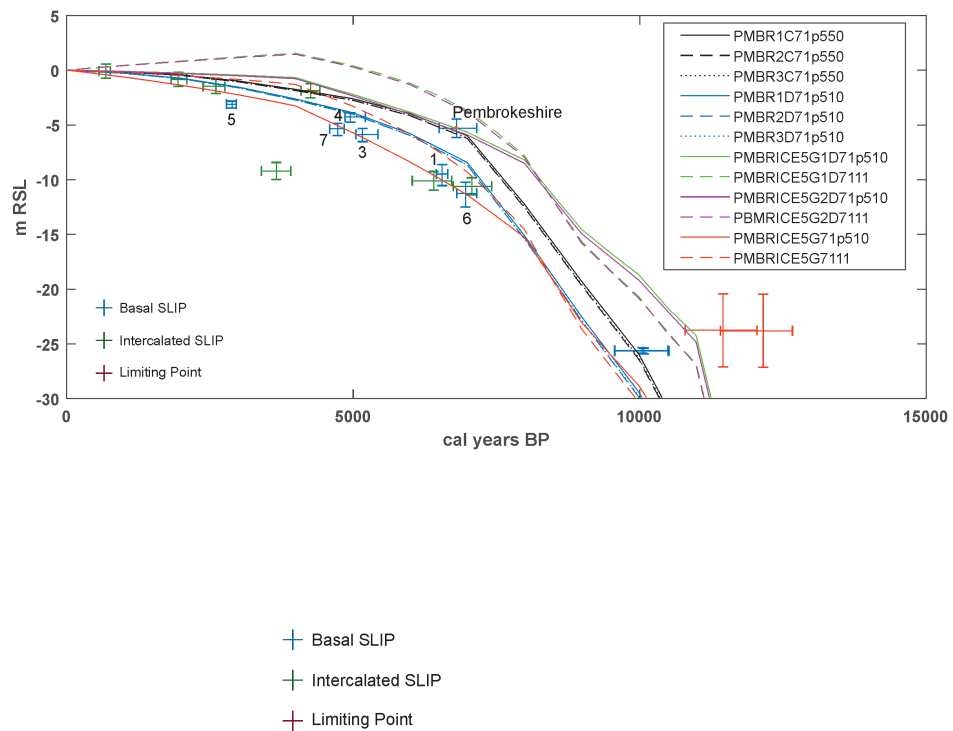 5
0
-5
-10
-15
-20
-25
-30
m RSL
0
5000
10000
15000
cal years BP
Pembrokeshire
4
5
7
3
1
6
PMBR1C71p550
PMBR2C71p550
PMBR3C71p550
PMBR1D71p510
PMBR2D71p510
PMBR3D71p510
PMBRICE5G1D71p510
PMBRICE5G1D7111
PMBRICE5G2D71p510
PBMRICE5G2D7111
PMBRICE5G71p510
PMBRICE5G7111
Basal SLIP
Intercalated SLIP
Limiting Point
Basal SLIP
Intercalated SLIP
Limiting Point